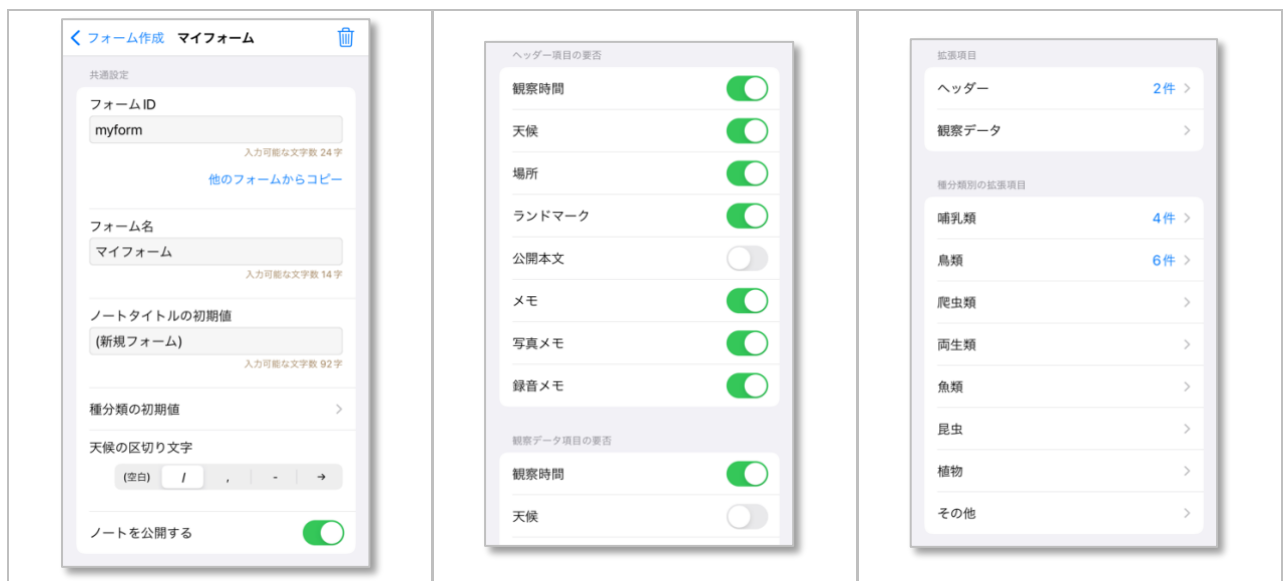 フォーム作成 マイフォーム
共通設定
フォームID
myform
入力可能な文字数 24字
他のフォームからコピー
フォーム名
マイフォーム
入力可能な文字数 14字
ノートタイトルの初期値
(新規フォーム)
入力可能な文字数 92字
種分類の初期値
天候の区切り文字
(空白) / , - →
ノートを公開する
ヘッダー項目の要否
観察時間
天候
場所
ランドマーク
公開本文
メモ
写真メモ
録音メモ
観察データ項目の要否
観察時間
天候
拡張項目
ヘッダー 2件
観察データ
種分類別の拡張項目
哺乳類 4件
鳥類 6件
爬虫類
両生類
魚類
昆虫
植物
その他